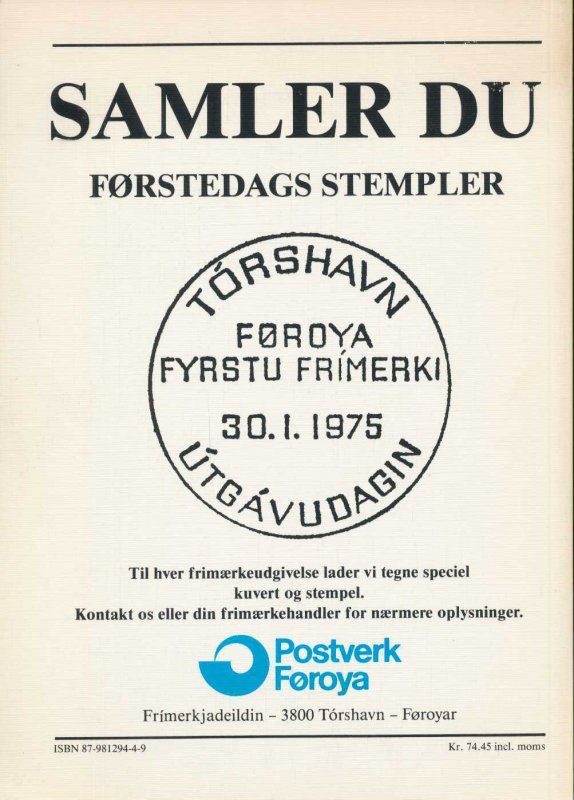 SAMLER DU
FØRSTEDAGS STEMPLER
TÓRSHAVN
FØROYA
FYRSTU FRÍMERKI
30.1.1975
ÚTGÁVUDAGIN
Til hver frimærkeudgivelse lader vi tegne speciel
kuvert og stempel.
Kontakt os eller din frimærkehandler for nærmere oplysninger.
Postverk
Føroya
Frímerkjadeildin – 3800 Tórshavn – Føroyar
ISBN 87-981294-4-9
Kr. 74.45 incl. moms